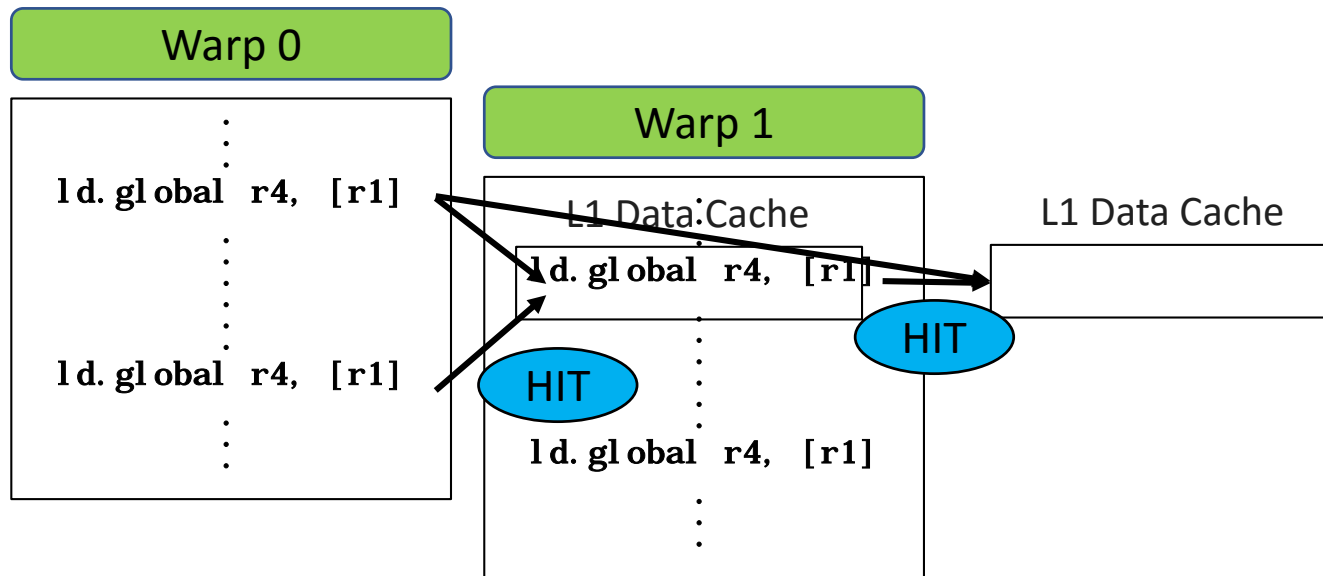 Warp 0
ld.global r4, [r1]
ld.global r4, [r1]
Warp 1
L1 Data Cache
ld.global r4, [r1]
HIT
ld.global r4, [r1]
L1 Data Cache
HIT